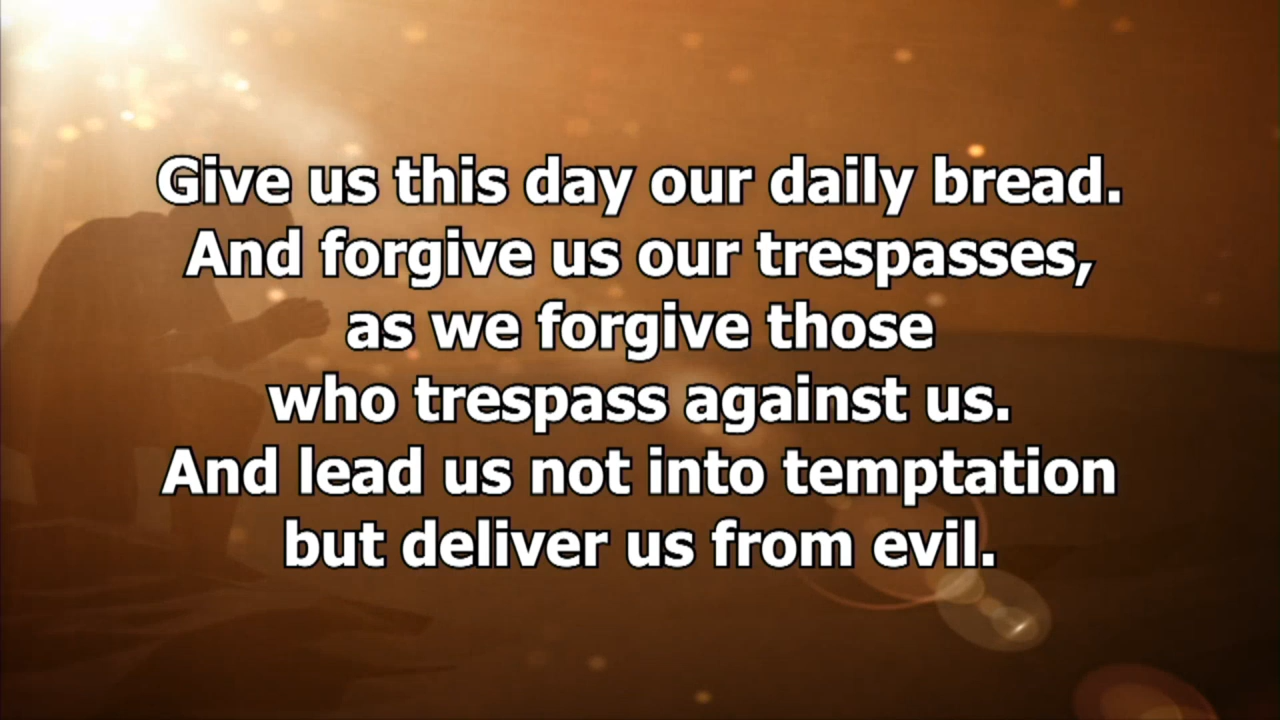 Give us this day our daily bread.
And forgive us our trespasses,
as we forgive those
who trespass against us.
And lead us not into temptation
but deliver us from evil.